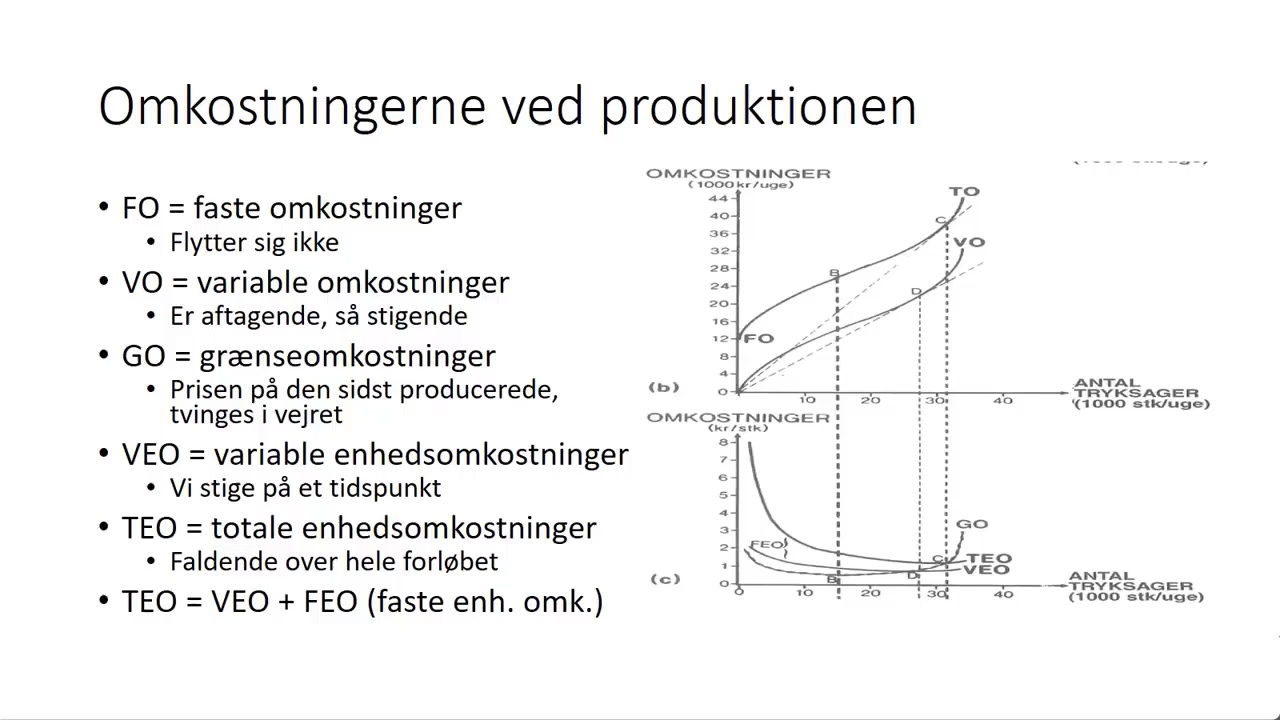 Omkostningerne ved produktionen
• FO = faste omkostninger
• Flytter sig ikke
• VO = variable omkostninger
• Er aftagende, så stigende
• GO = grænseomkostninger
• Prisen på den sidst producerede,
tvinges i vejret
• VEO = variable enhedsomkostninger
• Vi stige på et tidspunkt
• TEO = totale enhedsomkostninger
• Faldende over hele forløbet
• TEO = VEO + FEO (faste enh. omk.)
OMKOSTNINGER
(1000 kr/uge)
44
40
36
32
28
24
20
16
12
8
4
0
TO
C
VO
B
D
FO
(b)
10
20
30
40
ANTAL
TRYKSAGER
(1000 stk/uge)
OMKOSTNINGER
(kr/stk)
8
7
6
5
4
3
2
1
0
FEO
GO
C
TEO
VEO
B
D
(c)
0
10
20
30
40
ANTAL
TRYKSAGER
(1000 stk/uge)